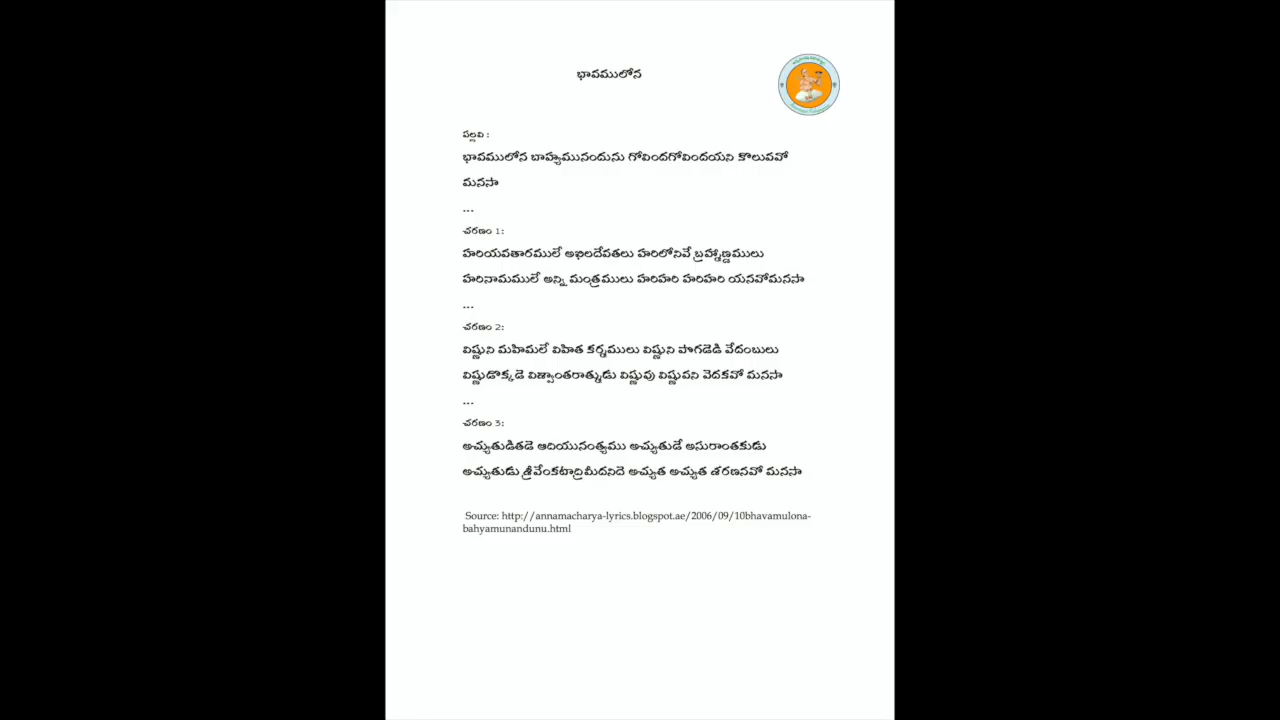 భావములోన
పల్లవి :
భావములోన బాహ్యమునందును గోవిందగోవిందయని కొలువవో
మనసా
...
చరణం 1:
హరియవతారములే అఖిలదేవతలు హరిలోనివే బ్రహ్మాణ్డములు
హరినామములే అన్ని మంత్రములు హరిహరి హరిహరి యనవోమనసా
...
చరణం 2:
విష్ణుని మహిమలే విహిత కర్మములు విష్ణుని పొగడెడి వేదంబులు
విష్ణుడొక్కడె విశ్వాంతరాత్ముడు విష్ణువు విష్ణువని వెదకవో మనసా
...
చరణం 3:
అచ్యుతుడితడె ఆదియునంత్యము అచ్యుతుడే అసురాంతకుడు
అచ్యుతుడు శ్రీవేంకటాద్రిమీదనిదె అచ్యుత అచ్యుత శరణనవో మనసా
Source: http://annamacharya-lyrics.blogspot.ae/2006/09/10bhavamulona-
bahyamunandunu.html